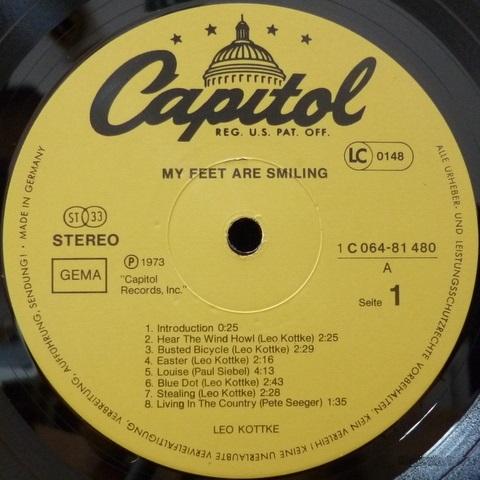 Capitol
REG. U.S. PAT. OFF.
LC 0148
MY FEET ARE SMILING
ST 33
STEREO
GEMA
℗ 1973
"Capitol
Records, Inc."
1 C 064-81 480
A
Seite 1
1. Introduction 0:25
2. Hear The Wind Howl (Leo Kottke) 2:25
3. Busted Bicycle (Leo Kottke) 2:29
4. Easter (Leo Kottke) 2:16
5. Louise (Paul Siebel) 4:13
6. Blue Dot (Leo Kottke) 2:43
7. Stealing (Leo Kottke) 2:28
8. Living In The Country (Pete Seeger) 1:35
LEO KOTTKE
ALLE URHEBER- UND LEISTUNGSSCHUTZRECHTE VORBEHALTEN. KEIN VERLEIH! KEINE UNERLAUBTE VERVIELFÄLTIGUNG, VERBREITUNG, AUFFÜHRUNG, SENDUNG! · MADE IN GERMANY